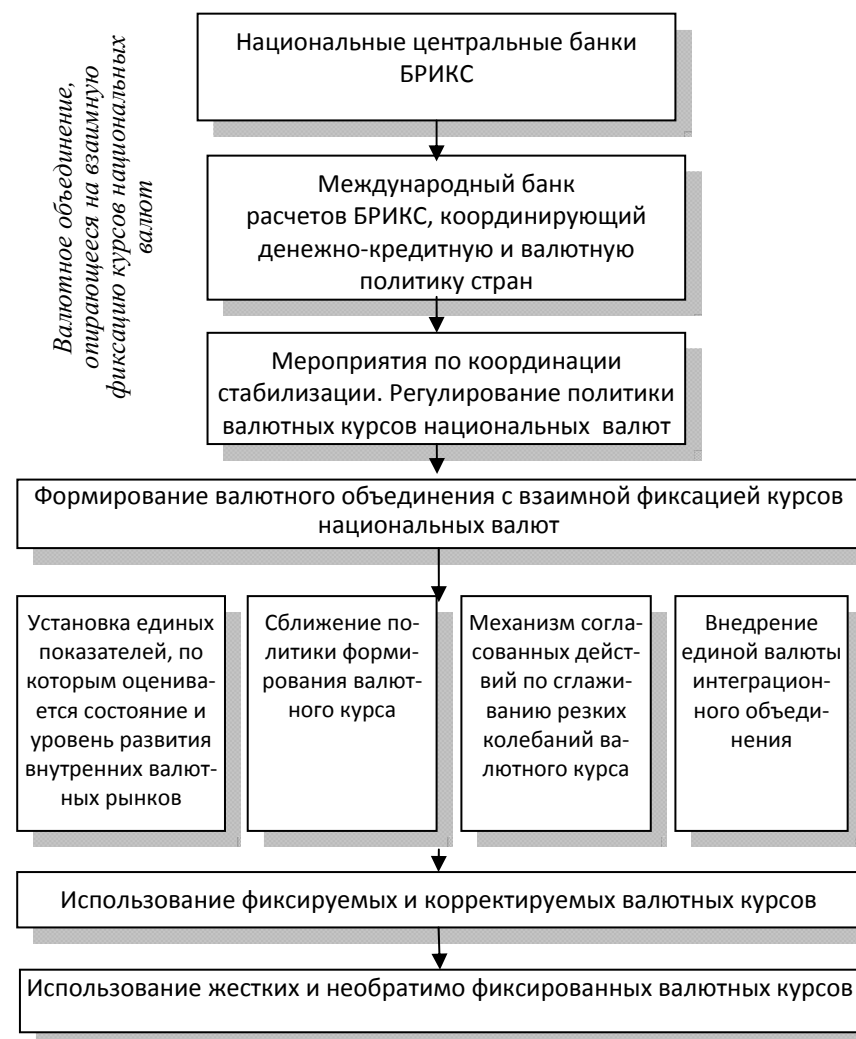 Валютное объединение,
опирающееся на взаимную
фиксацию курсов национальных
валют
Национальные центральные банки
БРИКС
Международный банк
расчетов БРИКС, координирующий
денежно-кредитную и валютную
политику стран
Мероприятия по координации
стабилизации. Регулирование политики
валютных курсов национальных валют
Формирование валютного объединения с взаимной фиксацией курсов
национальных валют
Установка единых
показателей, по
которым оценива-
ется состояние и
уровень развития
внутренних валют-
ных рынков
Сближение по-
литики форми-
рования валют-
ного курса
Механизм согла-
сованных дейст-
вий по сглажи-
ванию резких
колебаний ва-
лютного курса
Внедрение
единой валюты
интеграцион-
ного объеди-
нения
Использование фиксируемых и корректируемых валютных курсов
Использование жестких и необратимо фиксированных валютных курсов